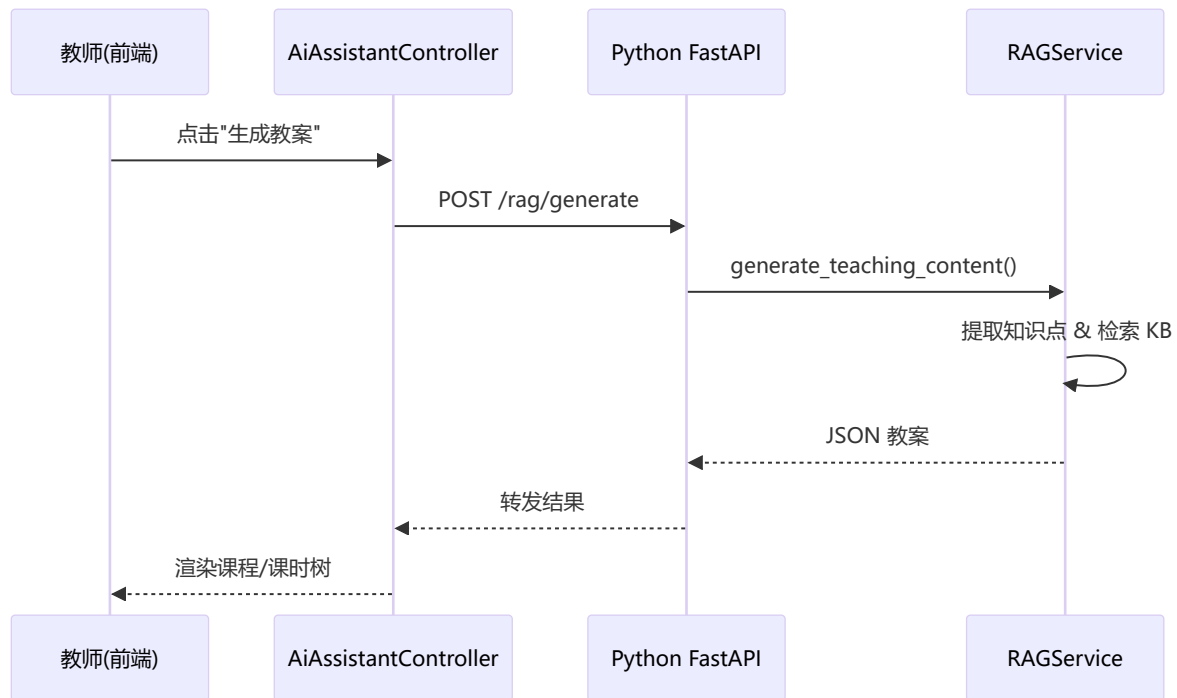 教师(前端)
AiAssistantController
Python FastAPI
RAGService
点击"生成教案"
POST /rag/generate
generate_teaching_content()
提取知识点 & 检索 KB
JSON 教案
转发结果
渲染课程/课时树
教师(前端)
AiAssistantController
Python FastAPI
RAGService